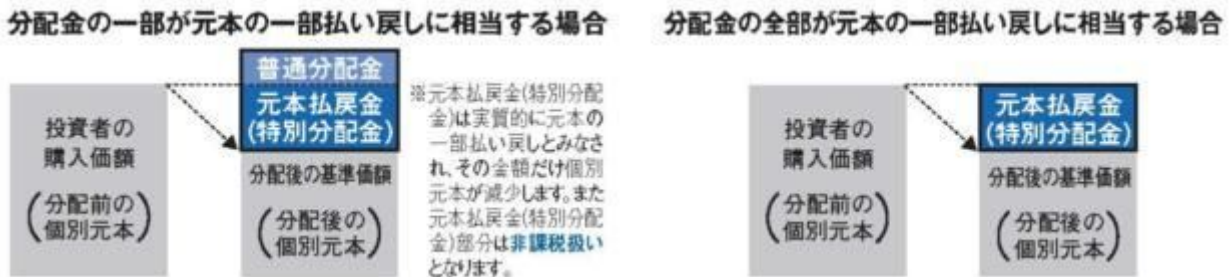 分配金の一部が元本の一部払い戻しに相当する場合
投資者の
購入価額
(分配前の
個別元本)
普通分配金
元本払戻金
(特別分配金)
分配後の基準価額
(分配後の
個別元本)
※元本払戻金(特別分配
金)は実質的に元本の
一部払い戻しとみなさ
れ、その金額だけ個別
元本が減少します。また
元本払戻金(特別分配
金)部分は非課税扱い
となります。
分配金の全部が元本の一部払い戻しに相当する場合
投資者の
購入価額
(分配前の
個別元本)
元本払戻金
(特別分配金)
分配後の基準価額
(分配後の
個別元本)